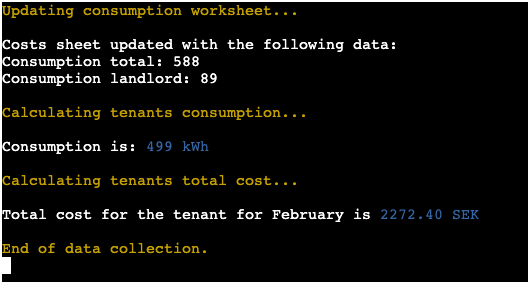 Updating consumption worksheet...
Costs sheet updated with the following data:
Consumption total: 588
Consumption landlord: 89
Calculating tenants consumption...
Consumption is: 499 kWh
Calculating tenants total cost...
Total cost for the tenant for February is 2272.40 SEK
End of data collection.